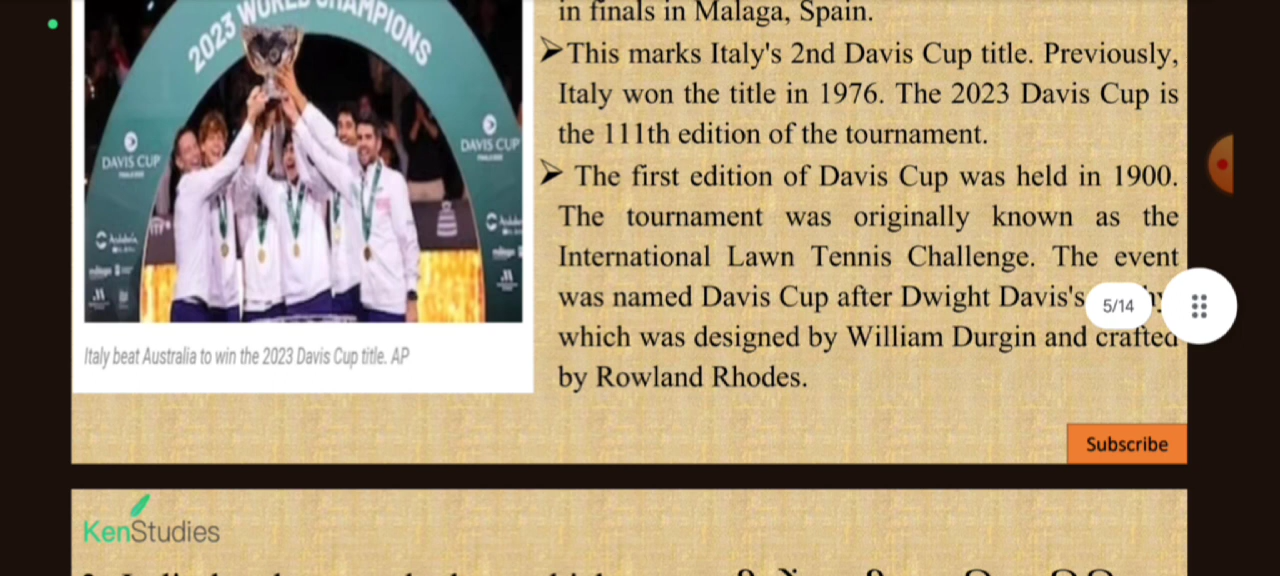 2023 WORLD CHAMPIONS
DAVIS CUP
DAVIS CUP
in finals in Malaga, Spain.
➢This marks Italy's 2nd Davis Cup title. Previously,
Italy won the title in 1976. The 2023 Davis Cup is
the 111th edition of the tournament.
➢ The first edition of Davis Cup was held in 1900.
The tournament was originally known as the
International Lawn Tennis Challenge. The event
was named Davis Cup after Dwight Davis's
5/14
which was designed by William Durgin and crafted
by Rowland Rhodes.
Italy beat Australia to win the 2023 Davis Cup title. AP
Subscribe
KenStudies